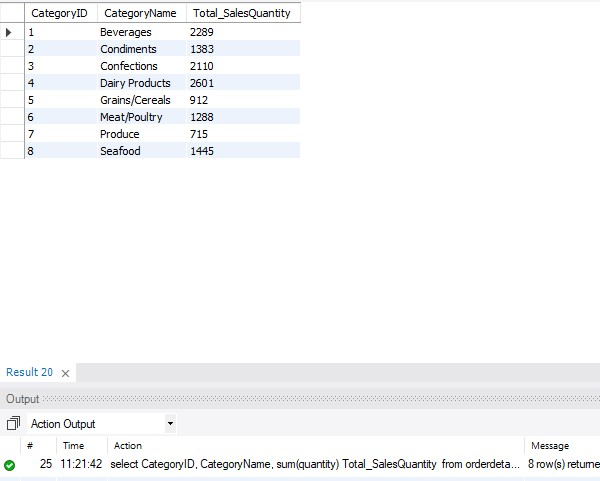 CategoryID CategoryName Total_SalesQuantity
1 Beverages 2289
2 Condiments 1383
3 Confections 2110
4 Dairy Products 2601
5 Grains/Cereals 912
6 Meat/Poultry 1288
7 Produce 715
8 Seafood 1445
Result 20
Output
Action Output
# Time Action Message
25 11:21:42 select CategoryID, CategoryName, sum(quantity) Total_SalesQuantity from orderdeta... 8 row(s) returne